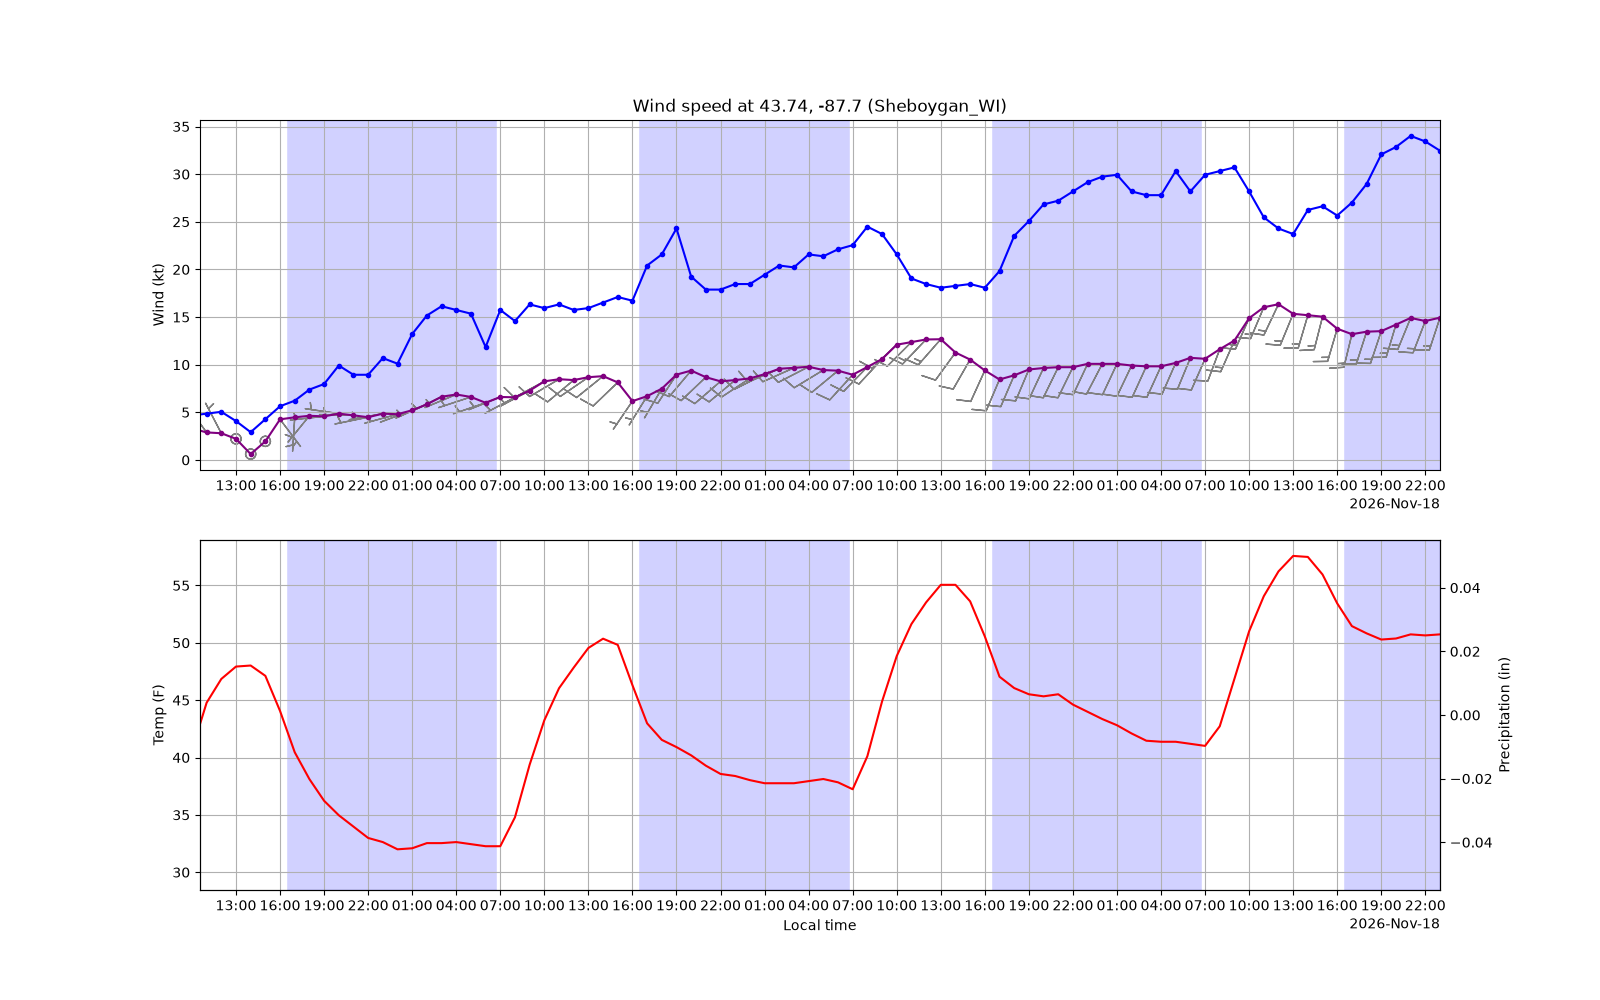 Wind speed at 43.74, -87.7 (Sheboygan_WI)
35
30
25
20
15
10
5
0
Wind (kt)
13:00 16:00 19:00 22:00 01:00 04:00 07:00 10:00 13:00 16:00 19:00 22:00 01:00 04:00 07:00 10:00 13:00 16:00 19:00 22:00 01:00 04:00 07:00 10:00 13:00 16:00 19:00 22:00
2026-Nov-18
55
50
45
40
35
30
Temp (F)
0.04
0.02
0.00
−0.02
−0.04
Precipitation (in)
13:00 16:00 19:00 22:00 01:00 04:00 07:00 10:00 13:00 16:00 19:00 22:00 01:00 04:00 07:00 10:00 13:00 16:00 19:00 22:00 01:00 04:00 07:00 10:00 13:00 16:00 19:00 22:00
Local time
2026-Nov-18